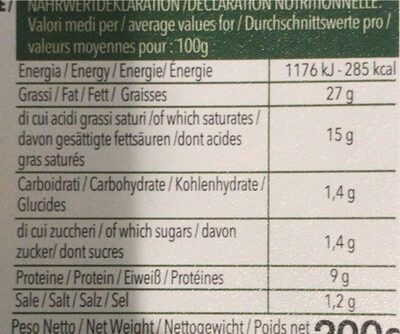 NÄHRWERTDEKLARATION / DÉCLARATION NUTRITIONNELLE:
Valori medi per / average values for / Durchschnittswerte pro /
valeurs moyennes pour : 100g
Energia / Energy / Energie/ Énergie 1176 kJ - 285 kcal
Grassi / Fat / Fett / Graisses 27 g
di cui acidi grassi saturi /of which saturates /
davon gesättigte fettsäuren /dont acides
gras saturés
15 g
Carboidrati / Carbohydrate / Kohlenhydrate /
Glucides
1,4 g
di cui zuccheri / of which sugars / davon
zucker/ dont sucres
1,4 g
Proteine / Protein / Eiweiß / Protéines 9 g
Sale / Salt / Salz / Sel 1,2 g
Peso Netto / Net Weight / Nettogewicht / Poids net